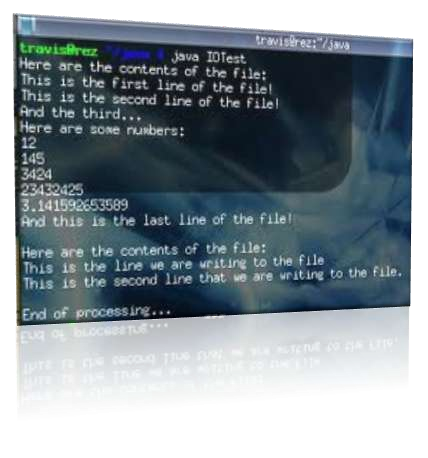 travis@rez:~/java
travis@rez ~/java $ java IOTest
Here are the contents of the file:
This is the first line of the file!
This is the second line of the file!
And the third...
Here are some numbers:
12
145
3424
23432425
3.141592653589
And this is the last line of the file!
Here are the contents of the file:
This is the line we are writing to the file
This is the second line that we are writing to the file.
End of processing...